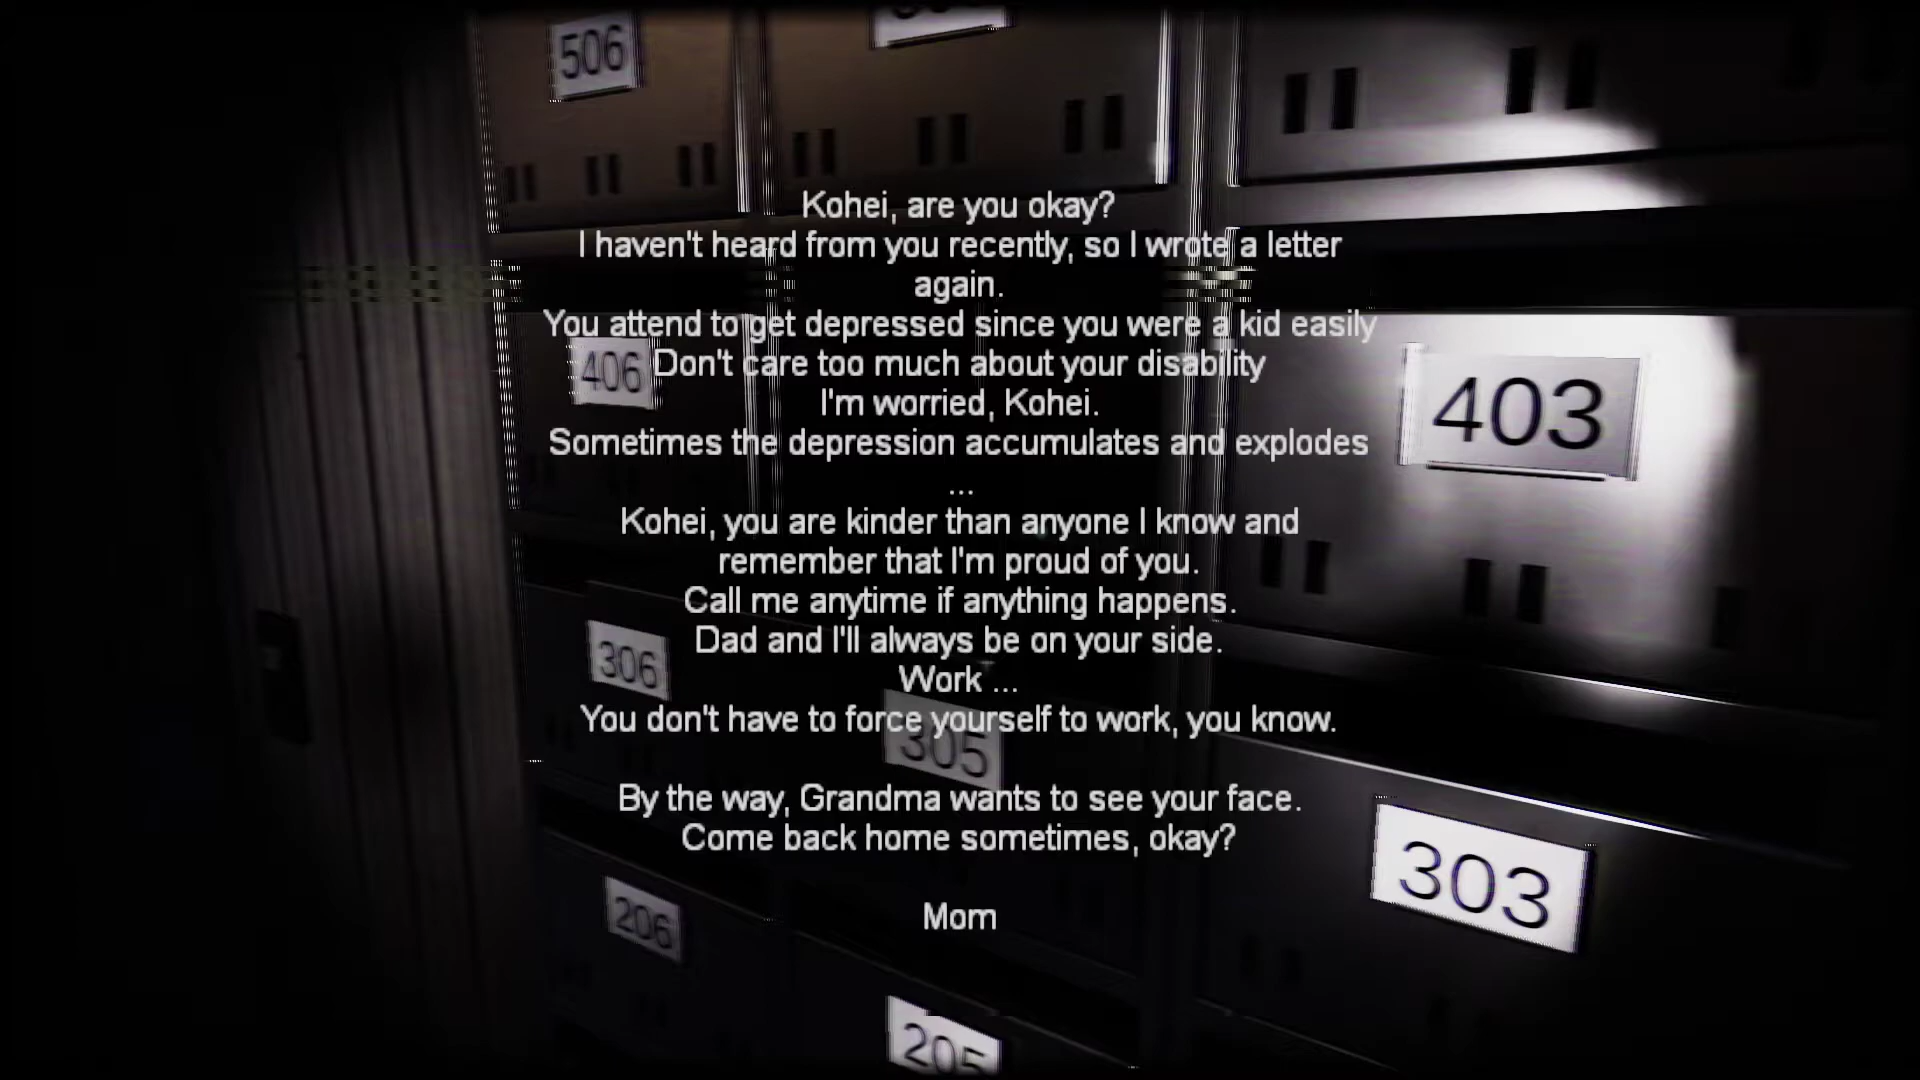 506
Kohei, are you okay?
I haven't heard from you recently, so I wrote a letter
again.
You attend to get depressed since you were a kid easily
406
Don't care too much about your disability
403
I'm worried, Kohei.
Sometimes the depression accumulates and explodes
...
Kohei, you are kinder than anyone I know and
remember that I'm proud of you.
Call me anytime if anything happens.
Dad and I'll always be on your side.
306
Work ...
You don't have to force yourself to work, you know.
305
By the way, Grandma wants to see your face.
Come back home sometimes, okay?
303
Mom
206
205